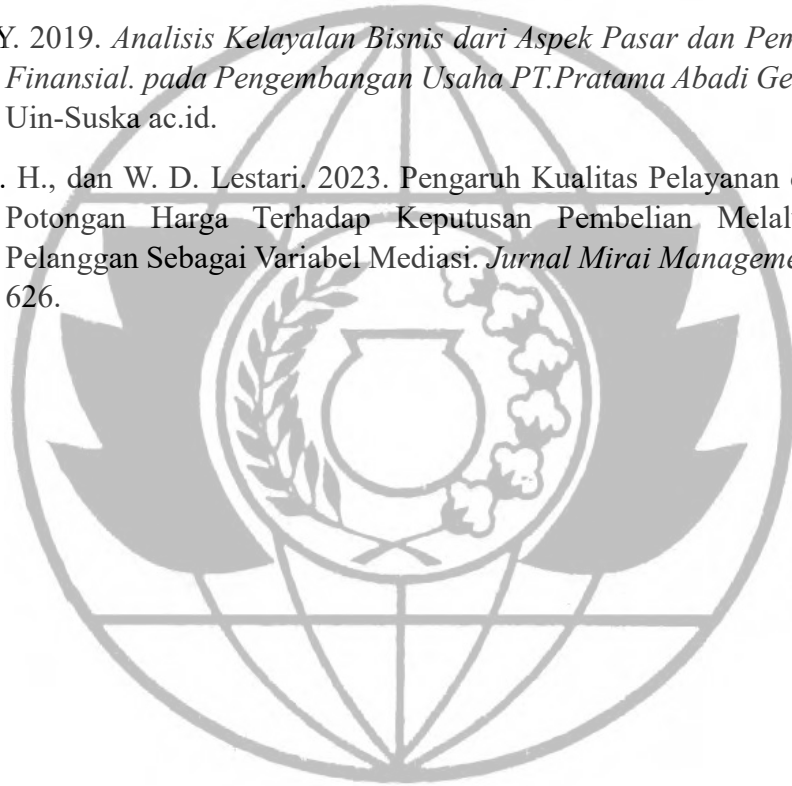 Y. 2019. Analisis Kelayalan Bisnis dari Aspek Pasar dan Pem
Finansial. pada Pengembangan Usaha PT.Pratama Abadi Ge
Uin-Suska ac.id.
. H., dan W. D. Lestari. 2023. Pengaruh Kualitas Pelayanan
Potongan Harga Terhadap Keputusan Pembelian Melal
Pelanggan Sebagai Variabel Mediasi. Jurnal Mirai Manageme
626.